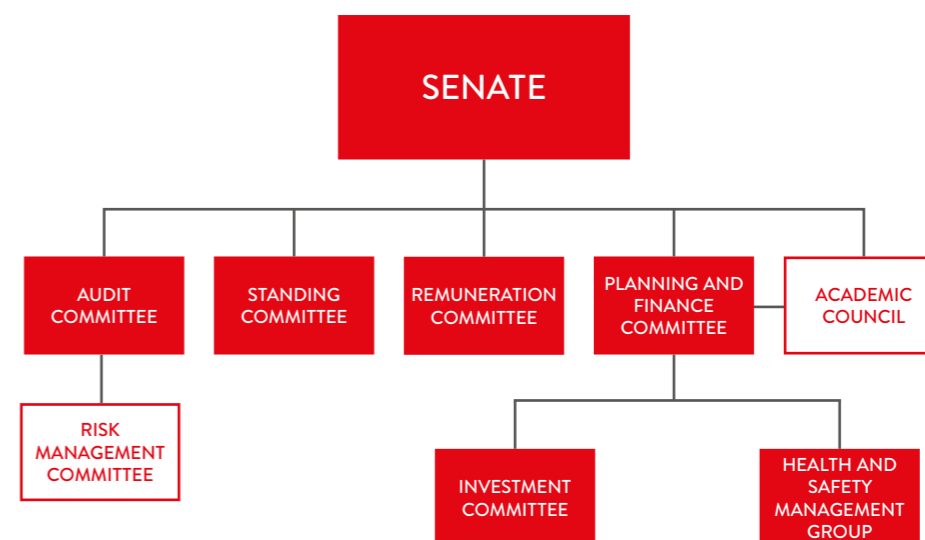 SENATE
AUDIT
COMMITTEE
STANDING
COMMITTEE
REMUNERATION
COMMITTEE
PLANNING AND
FINANCE
COMMITTEE
ACADEMIC
COUNCIL
RISK
MANAGEMENT
COMMITTEE
INVESTMENT
COMMITTEE
HEALTH AND
SAFETY
MANAGEMENT
GROUP